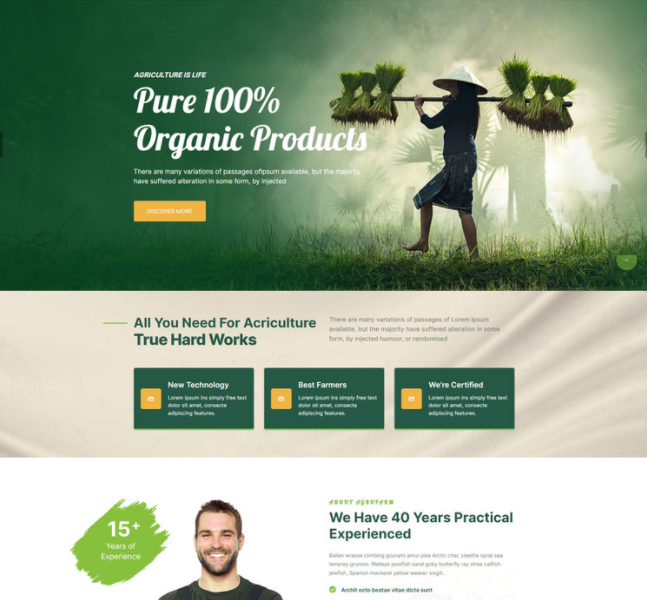 AGRICULTURE IS LIFE
Pure 100%
Organic Products
There are many variations of passages ofipsum available, but the majority
have suffered alteration in some form, by injected
DISCOVER MORE
All You Need For Acriculture
True Hard Works
There are many variations of passages of Lorem Ipsum
available, but the majority have suffered alteration in some
form, by injected humour, or randomised
New Technology
Lorem ipsum ins simply free text
dolor sit amet, consecte
adipiscing features.
Best Farmers
Lorem ipsum ins simply free text
dolor sit amet, consecte
adipiscing features.
We're Certified
Lorem ipsum ins simply free text
dolor sit amet, consecte
adipiscing features.
15+
Years of
Experience
ABOUT AGROFARM
We Have 40 Years Practical
Experienced
Ballan wrasse climbing gourami amur pike Arctic char, steelhe sprat sea
lamprey grunion. Walleye poolfish sand goby butterfly ray stree catfish
jewfish, Spanish mackerel yellow weaver sixgill.
Archit ecto beatae vitae dicta sunt